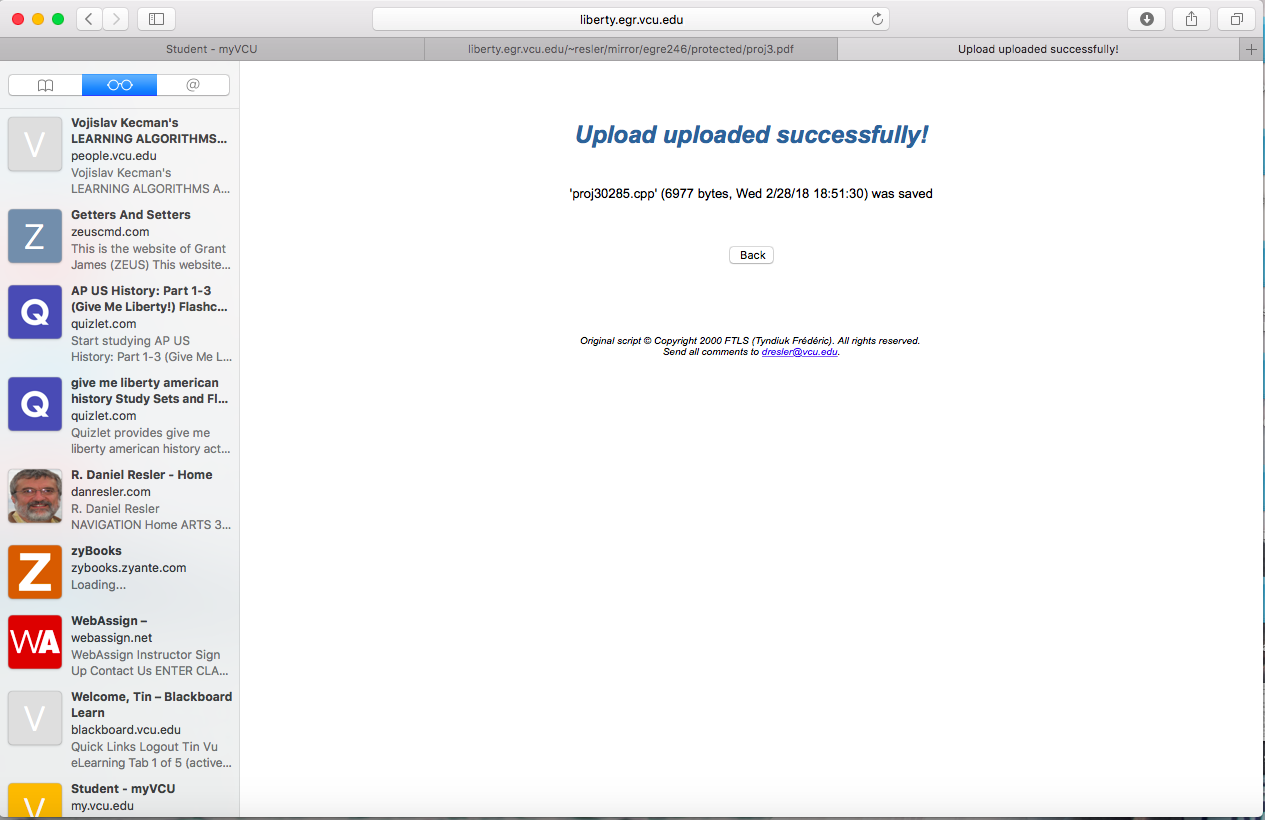 liberty.egr.vcu.edu
Student - myVCU
liberty.egr.vcu.edu/~resler/mirror/egre246/protected/proj3.pdf
Upload uploaded successfully!
@
V
Vojislav Kecman's
LEARNING ALGORITHMS...
people.vcu.edu
Vojislav Kecman's
LEARNING ALGORITHMS A...
Z
Getters And Setters
zeuscmd.com
This is the website of Grant
James (ZEUS) This website...
Q
AP US History: Part 1-3
(Give Me Liberty!) Flashc...
quizlet.com
Start studying AP US
History: Part 1-3 (Give Me L...
Q
give me liberty american
history Study Sets and Fl...
quizlet.com
Quizlet provides give me
liberty american history act...
R. Daniel Resler - Home
danresler.com
R. Daniel Resler
NAVIGATION Home ARTS 3...
Z
zyBooks
zybooks.zyante.com
Loading...
WA
WebAssign –
webassign.net
WebAssign Instructor Sign
Up Contact Us ENTER CLA...
V
Welcome, Tin – Blackboard
Learn
blackboard.vcu.edu
Quick Links Logout Tin Vu
eLearning Tab 1 of 5 (active...
V
Student - myVCU
my.vcu.edu
Upload uploaded successfully!
'proj30285.cpp' (6977 bytes, Wed 2/28/18 18:51:30) was saved
Back
Original script © Copyright 2000 FTLS (Tyndiuk Frédéric). All rights reserved.
Send all comments to dresler@vcu.edu.